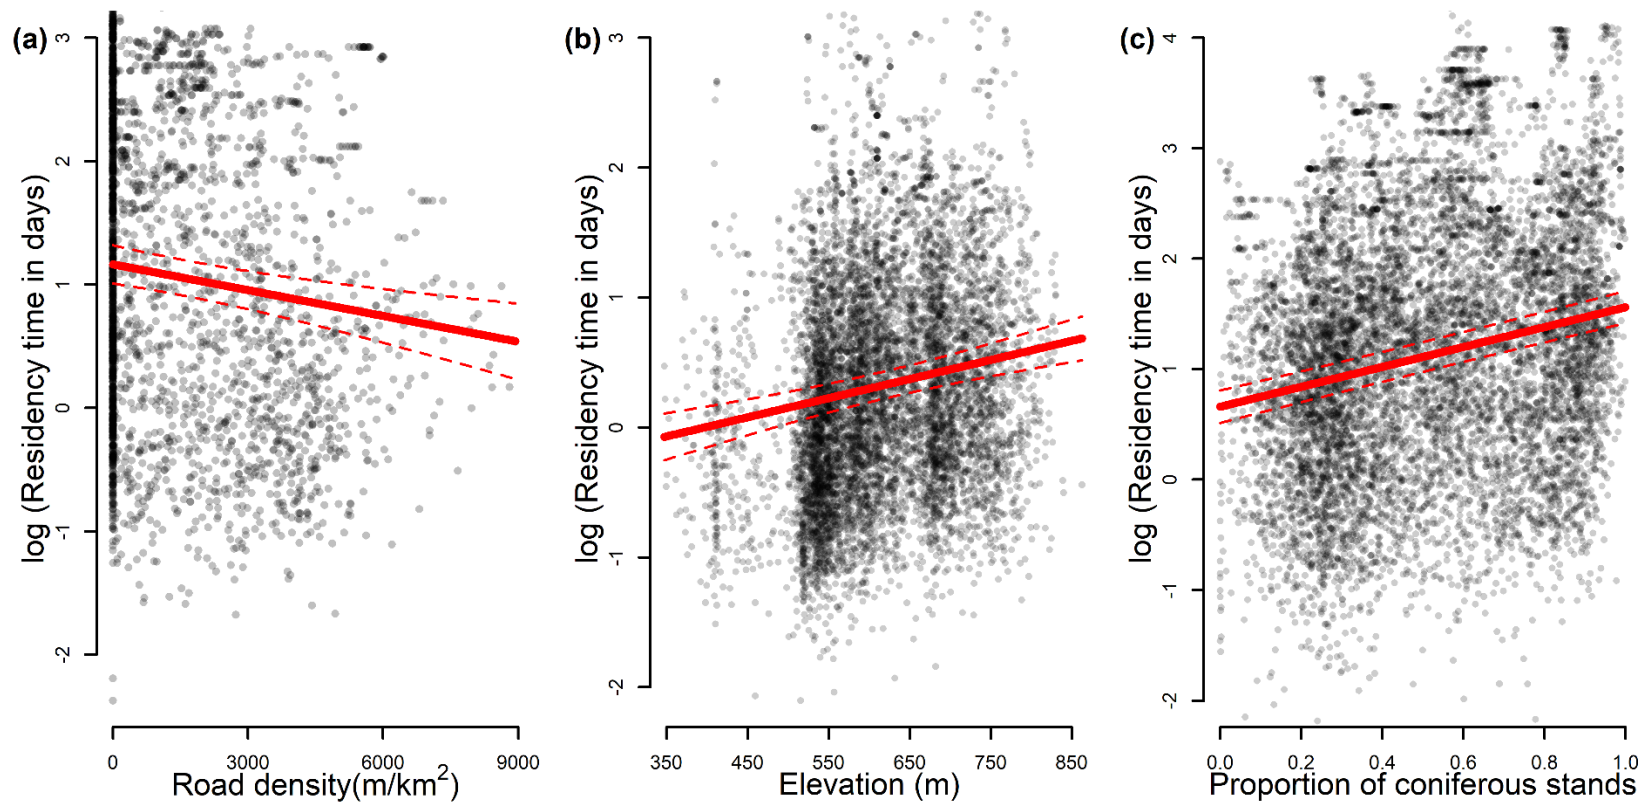 (a)
log (Residency time in days)
3
2
1
0
-1
-2
0 3000 6000 9000
Road density(m/km²)
(b)
log (Residency time in days)
3
2
1
0
-1
-2
350 450 550 650 750 850
Elevation (m)
(c)
log (Residency time in days)
4
3
2
1
0
-1
-2
0.0 0.2 0.4 0.6 0.8 1.0
Proportion of coniferous stands